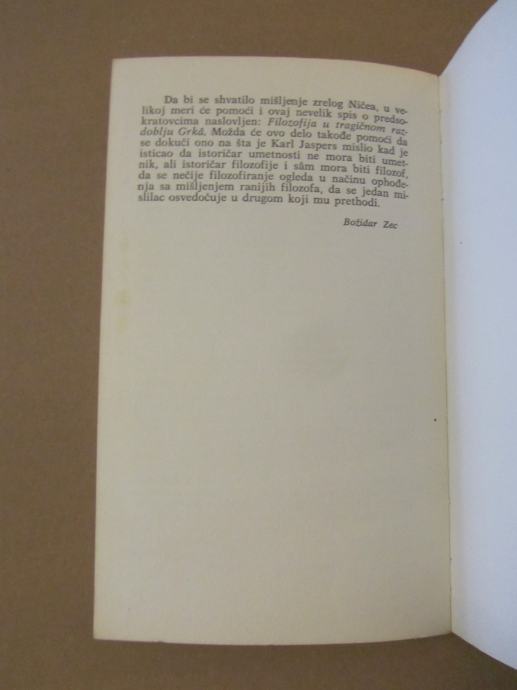 Da bi se shvatilo mišljenje zrelog Ničea, u ve-
likoj meri će pomoći i ovaj nevelik spis o predso-
kratovcima naslovljen: Filozofija u tragičnom raz-
doblju Grkâ. Možda će ovo delo takođe pomoći da
se dokuči ono na šta je Karl Jaspers mislio kad je
isticao da istoričar umetnosti ne mora biti umet-
nik, ali istoričar filozofije i sâm mora biti filozof,
da se nečije filozofiranje ogleda u načinu ophođe-
nja sa mišljenjem ranijih filozofa, da se jedan mi-
slilac osvedočuje u drugom koji mu prethodi.
Božidar Zec